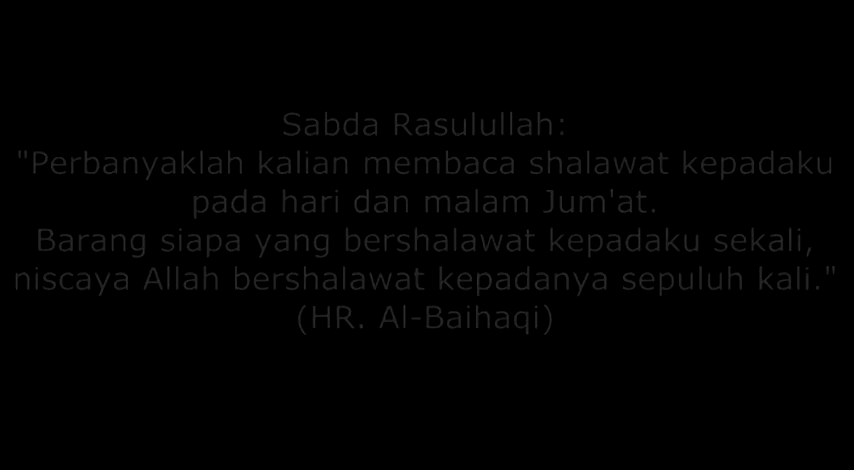 Sabda Rasulullah:
"Perbanyaklah kalian membaca shalawat kepadaku
pada hari dan malam Jum'at.
Barang siapa yang bershalawat kepadaku sekali,
niscaya Allah bershalawat kepadanya sepuluh kali."
(HR. Al-Baihaqi)